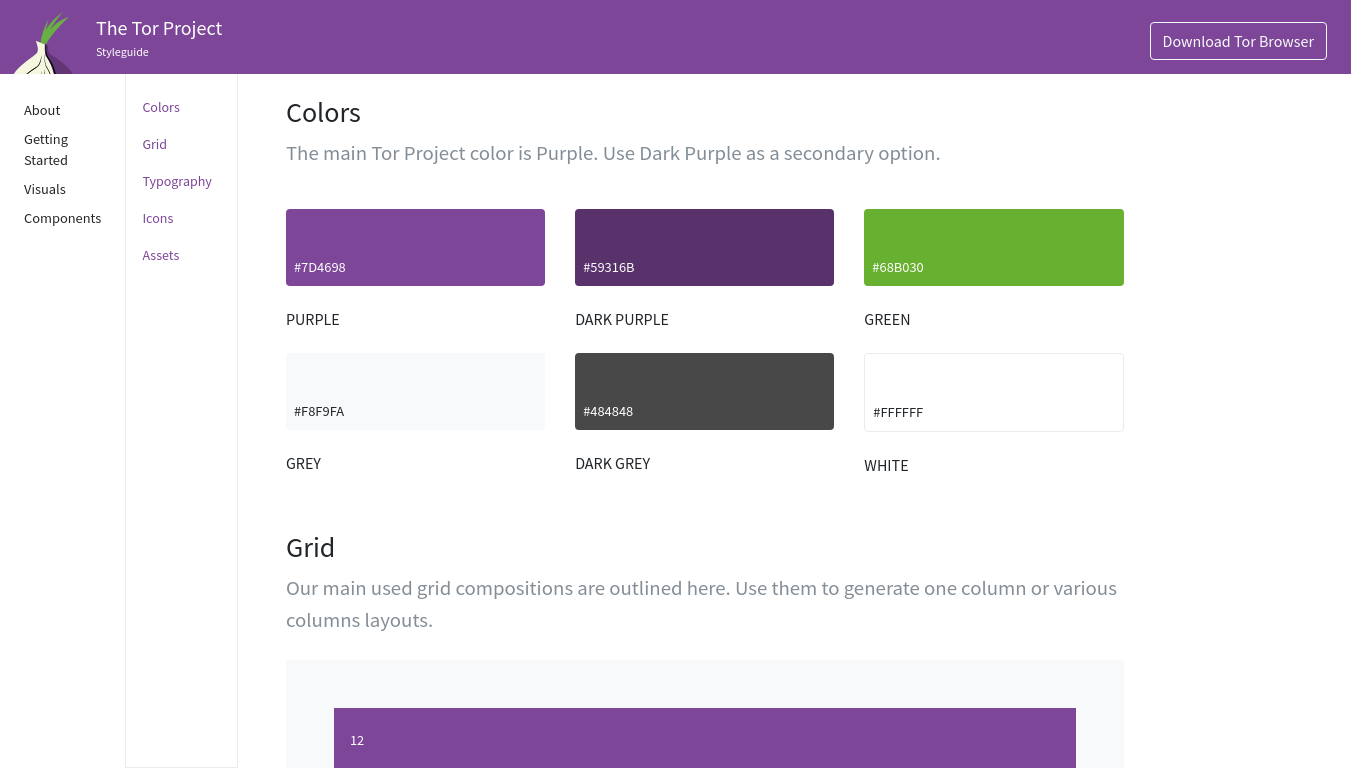 The Tor Project
Styleguide
Download Tor Browser
About
Getting
Started
Visuals
Components
Colors
Grid
Typography
Icons
Assets
Colors
The main Tor Project color is Purple. Use Dark Purple as a secondary option.
#7D4698
#59316B
#68B030
PURPLE
DARK PURPLE
GREEN
#F8F9FA
#484848
#FFFFFF
GREY
DARK GREY
WHITE
Grid
Our main used grid compositions are outlined here. Use them to generate one column or various
columns layouts.
12